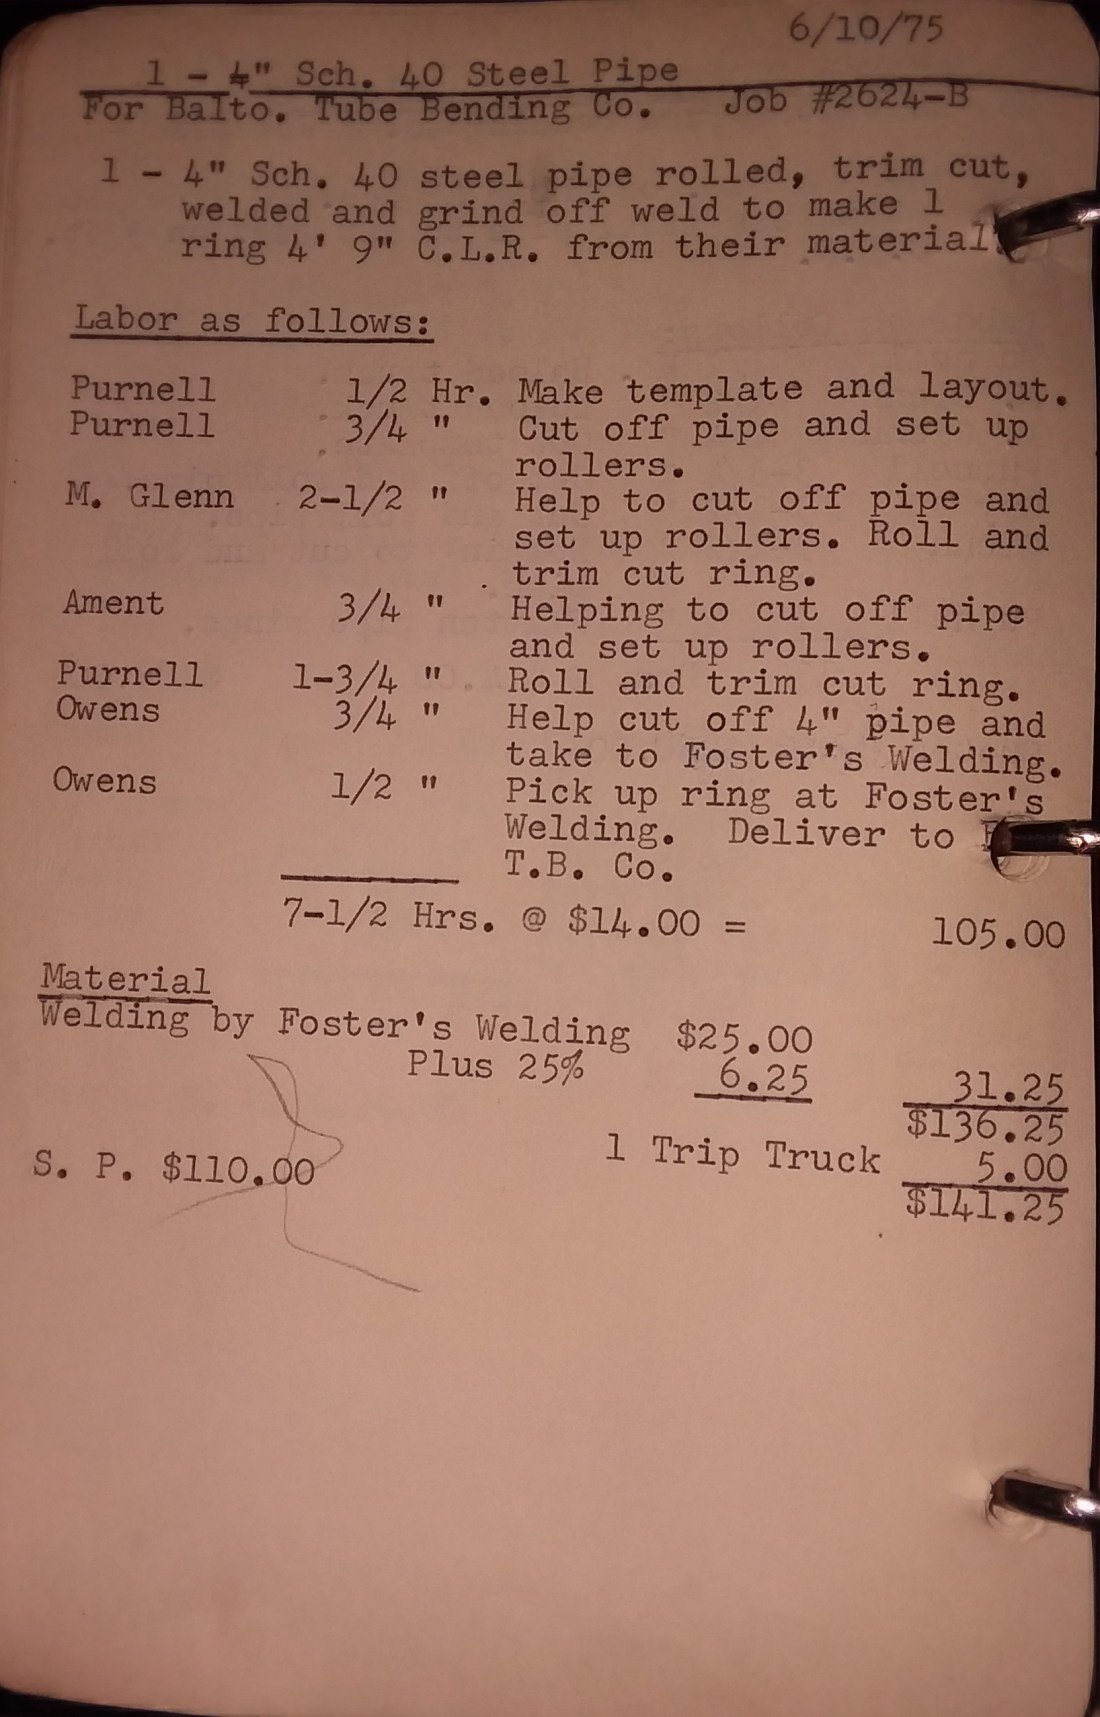 6/10/75
1 - 4" Sch. 40 Steel Pipe
For Balto. Tube Bending Co. Job #2624-B
1 - 4" Sch. 40 steel pipe rolled, trim cut,
welded and grind off weld to make 1
ring 4' 9" C.L.R. from their material.
Labor as follows:
Purnell 1/2 Hr. Make template and layout.
Purnell 3/4 " Cut off pipe and set up
rollers.
M. Glenn 2-1/2 " Help to cut off pipe and
set up rollers. Roll and
trim cut ring.
Ament 3/4 " Helping to cut off pipe
and set up rollers.
Purnell 1-3/4 " Roll and trim cut ring.
Owens 3/4 " Help cut off 4" pipe and
take to Foster's Welding.
Owens 1/2 " Pick up ring at Foster's
Welding. Deliver to
T.B. Co.
7-1/2 Hrs. @ $14.00 = 105.00
Material
Welding by Foster's Welding $25.00
Plus 25% 6.25 31.25
$136.25
1 Trip Truck 5.00
S. P. $110.00
$141.25